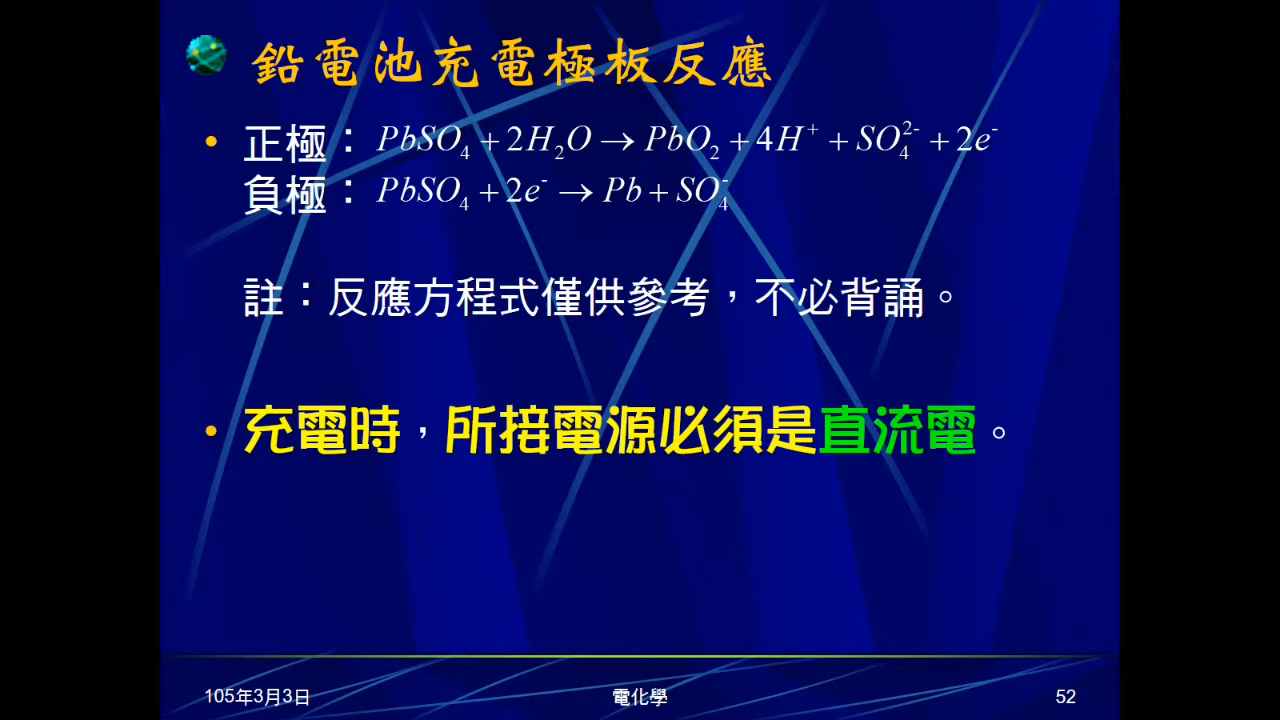 鉛電池充電極板反應
• 正極：PbSO₄ + 2H₂O → PbO₂ + 4H⁺ + SO₄²⁻ + 2e⁻
負極：PbSO₄ + 2e⁻ → Pb + SO₄⁻
註：反應方程式僅供參考，不必背誦。
• 充電時，所接電源必須是直流電。
105年3月3日
電化學
52